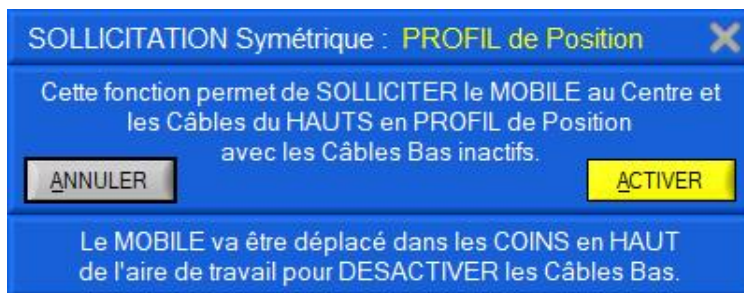 SOLLICITATION Symétrique : PROFIL de Position
Cette fonction permet de SOLLICITER le MOBILE au Centre et
les Câbles du HAUTS en PROFIL de Position
avec les Câbles Bas inactifs.
ANNULER
ACTIVER
Le MOBILE va être déplacé dans les COINS en HAUT
de l'aire de travail pour DESACTIVER les Câbles Bas.